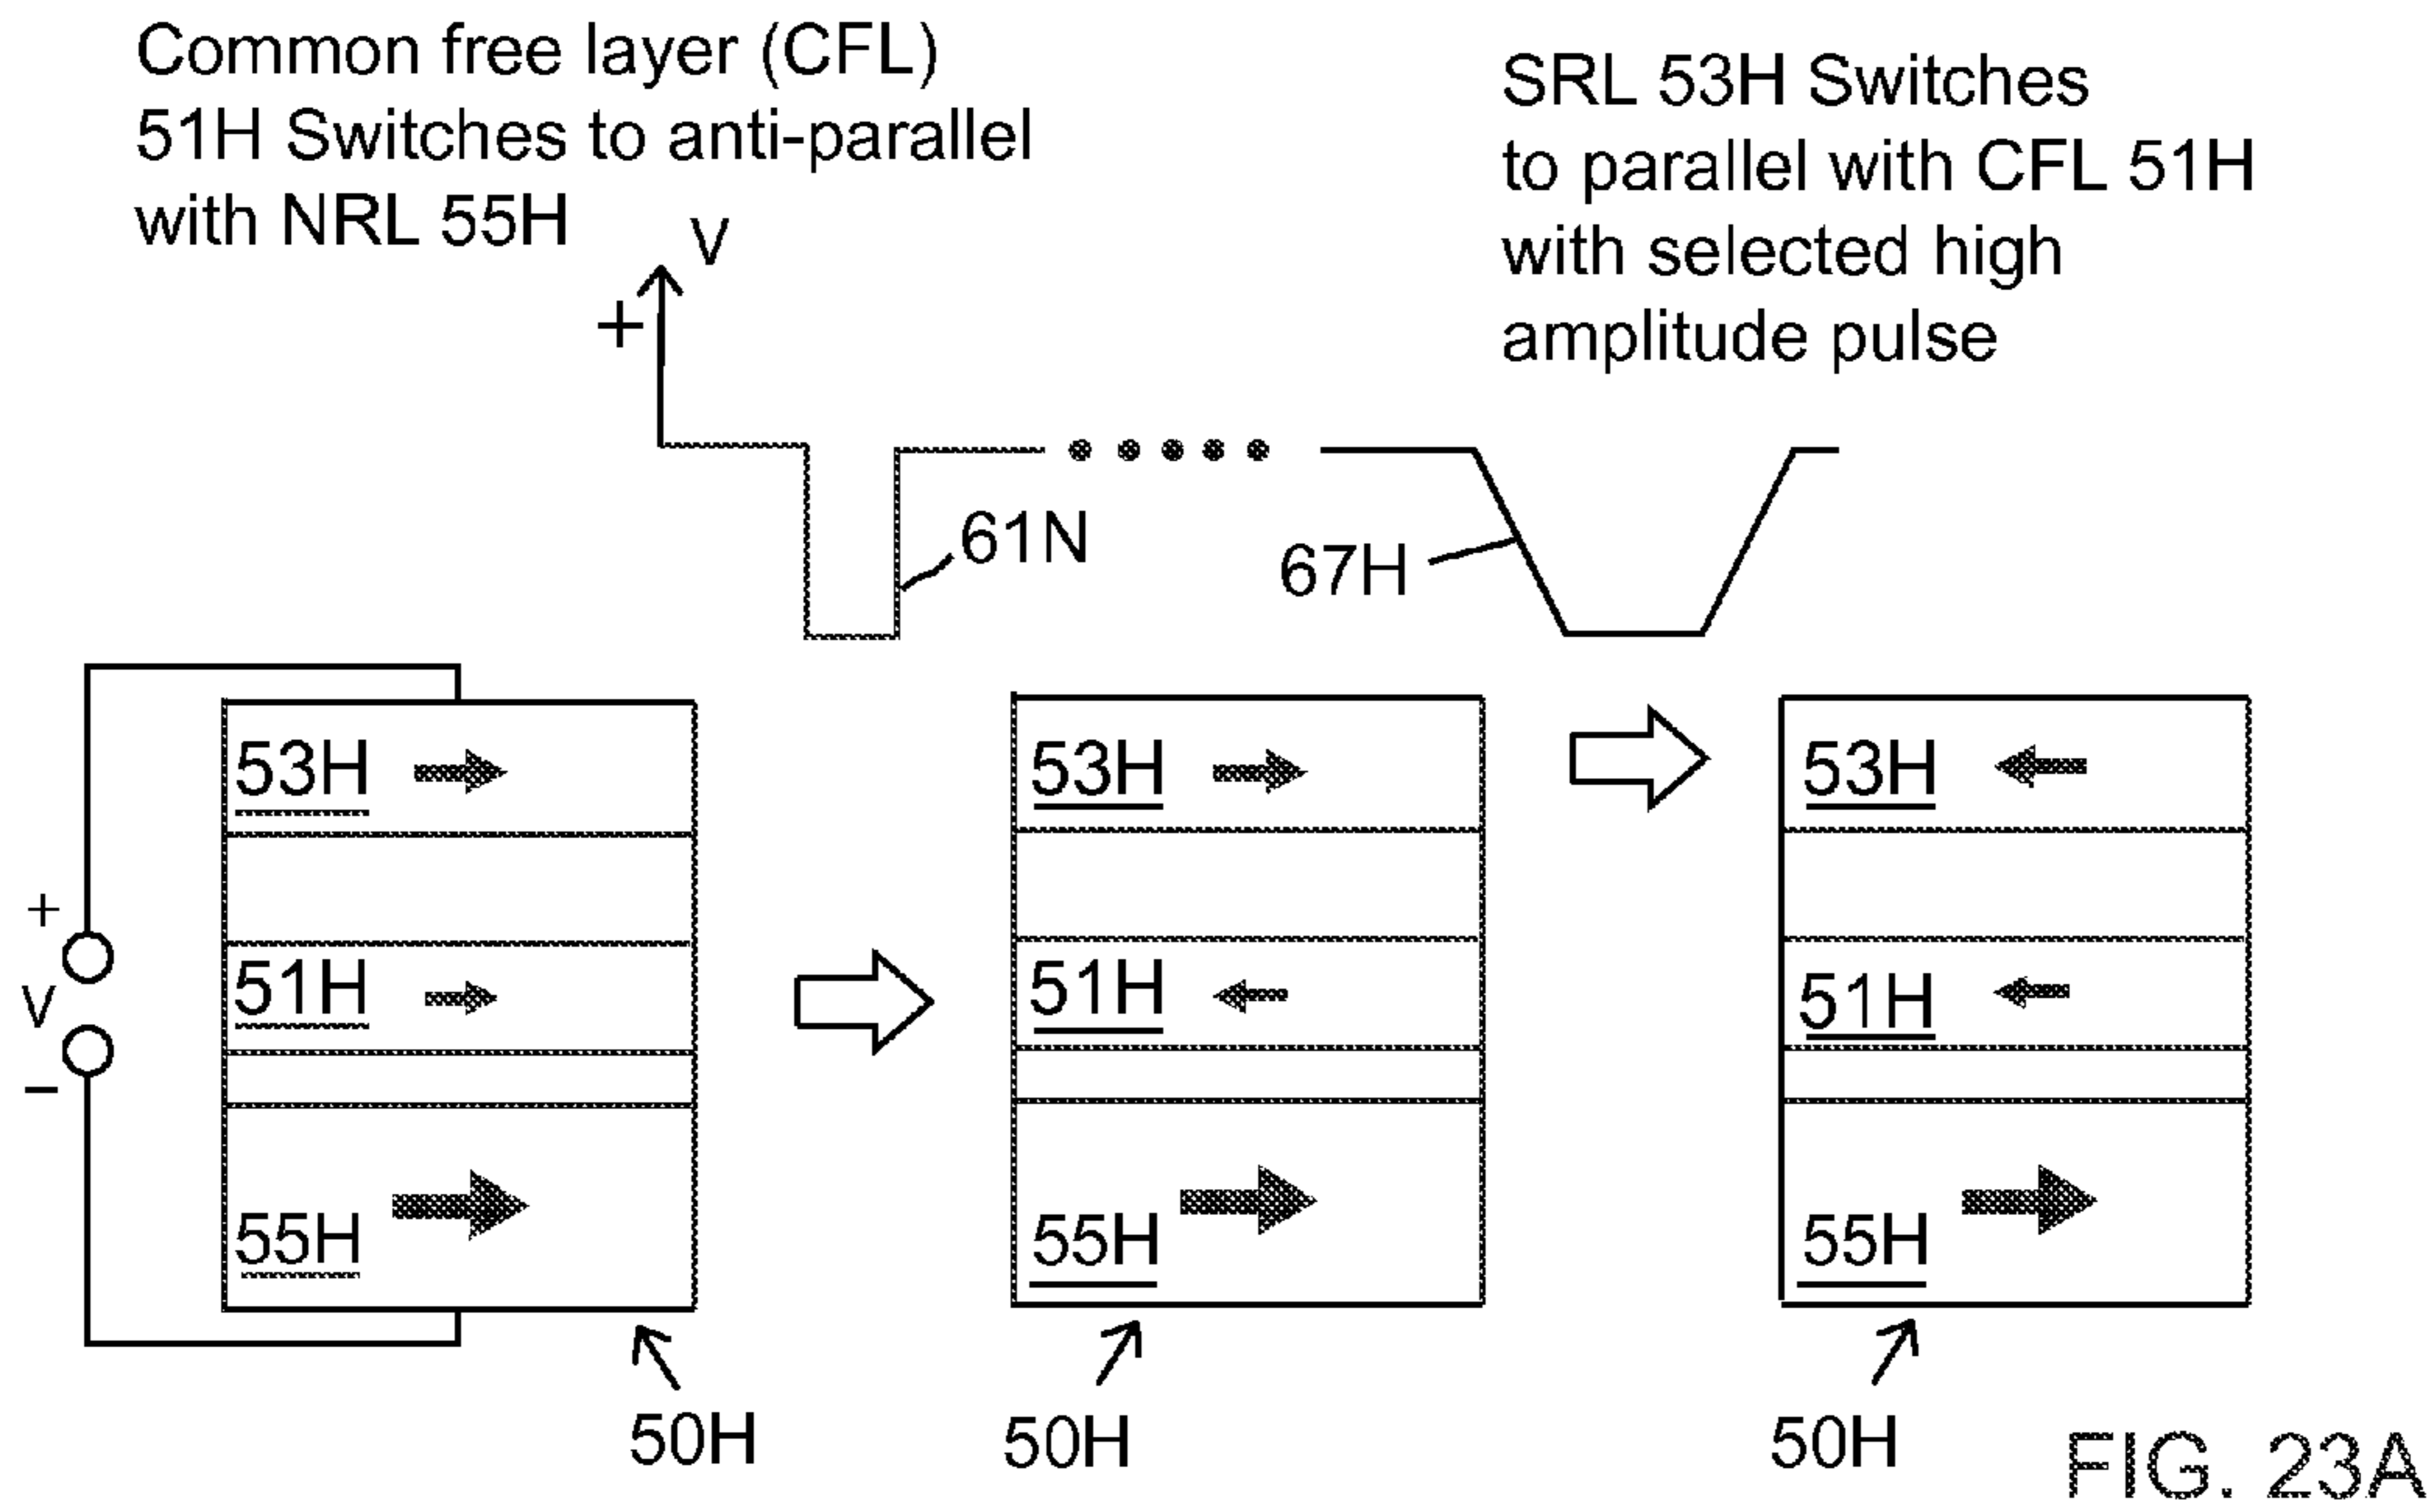 Common free layer (CFL)
51H Switches to anti-parallel
with NRL 55H
SRL 53H Switches
to parallel with CFL 51H
with selected high
amplitude pulse
V
+
61N
67H
+
V
−
53H
51H
55H
50H
53H
51H
55H
50H
53H
51H
55H
50H
FIG. 23A